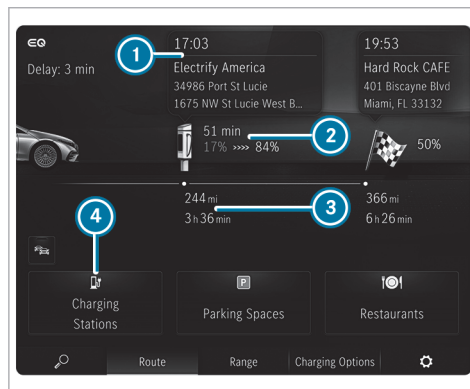 EQ
Delay: 3 min
17:03
Electrify America
34986 Port St Lucie
1675 NW St Lucie West B...
19:53
Hard Rock CAFE
401 Biscayne Blvd
Miami, FL 33132
1
51 min
17% »»» 84%
2
50%
244 mi
3 h 36 min
3
366 mi
6 h 26 min
4
Charging
Stations
P
Parking Spaces
Restaurants
Route
Range
Charging Options